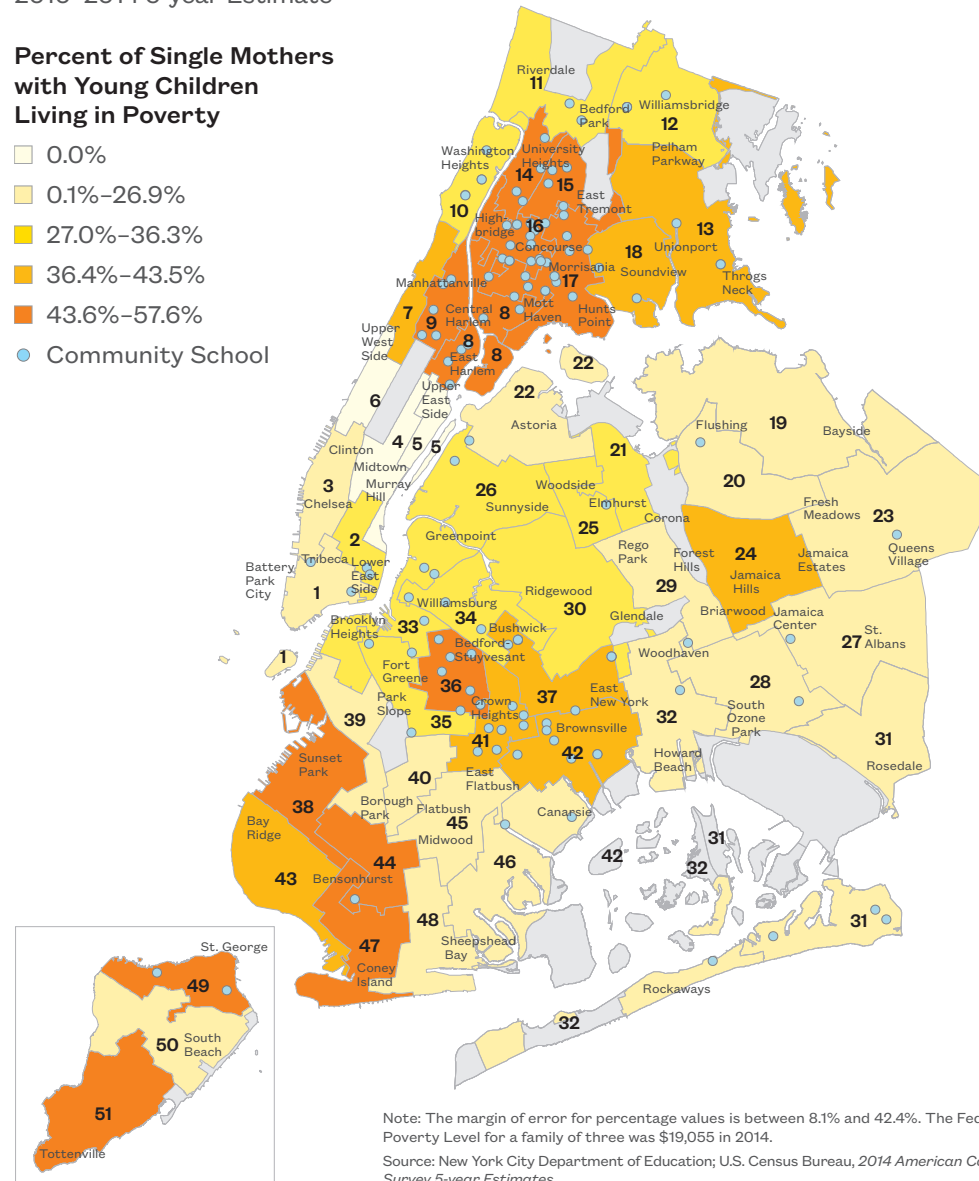 Percent of Single Mothers
with Young Children
Living in Poverty
0.0%
0.1%–26.9%
27.0%–36.3%
36.4%–43.5%
43.6%–57.6%
Community School
Riverdale
11
Bedford
Park
Williamsbridge
12
Pelham
Parkway
Washington
Heights
University
Heights
14
15
East
Tremont
10
High-
bridge
16
Concourse
13
18
Unionport
Morrisania
17
Soundview
Throgs
Neck
Manhattanville
7
9
Central
Harlem
8
Mott
Haven
Hunts
Point
Upper
West
Side
8
East
Harlem
8
22
Upper
East
Side
22
6
Astoria
Flushing
19
Bayside
Clinton
4
5
5
21
Midtown
Murray
Hill
3
Chelsea
26
Sunnyside
Woodside
Elmhurst
25
Corona
20
Fresh
Meadows
23
Queens
Village
2
Greenpoint
Rego
Park
Forest
Hills
24
Jamaica
Hills
Jamaica
Estates
Battery
Park
City
Tribeca
1
Lower
East
Side
Ridgewood
30
29
Glendale
Briarwood
Jamaica
Center
Brooklyn
Heights
Williamsburg
33
34
Bushwick
27
St.
Albans
1
Fort
Greene
Bedford-
Stuyvesant
36
Woodhaven
28
37
East
New York
Park
Slope
39
35
Crown
Heights
Brownsville
32
South
Ozone
Park
41
42
31
Rosedale
Sunset
Park
38
40
East
Flatbush
Howard
Beach
Borough
Park
Flatbush
45
Midwood
Canarsie
Bay
Ridge
43
44
Bensonhurst
46
42
31
32
48
47
Sheepshead
Bay
Coney
Island
31
Rockaways
32
St. George
49
50
South
Beach
51
Tottenville
Note: The margin of error for percentage values is between 8.1% and 42.4%. The Fed
Poverty Level for a family of three was $19,055 in 2014.
Source: New York City Department of Education; U.S. Census Bureau, 2014 American Co
Survey 5-year Estimates